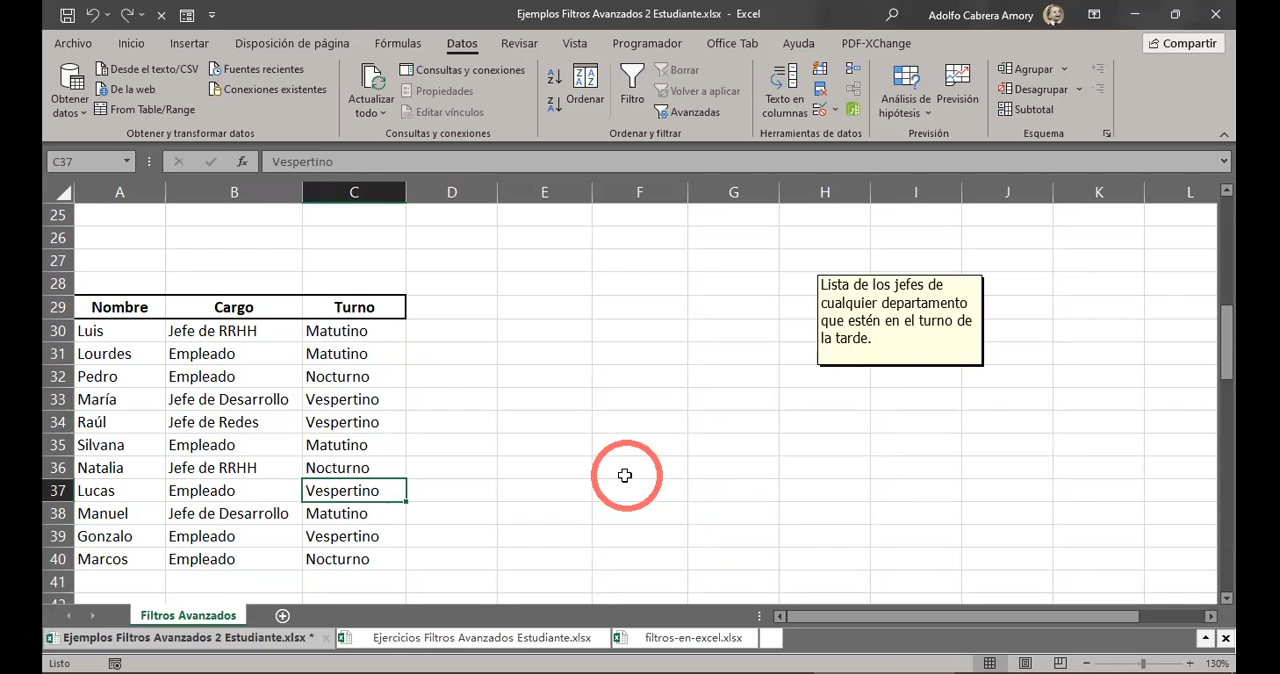 Ejemplos Filtros Avanzados 2 Estudiante.xlsx - Excel
Adolfo Cabrera Amory
Archivo Inicio Insertar Disposición de página Fórmulas Datos Revisar Vista Programador Office Tab Ayuda PDF-XChange Compartir
Obtener datos
Desde el texto/CSV
De la web
From Table/Range
Fuentes recientes
Conexiones existentes
Obtener y transformar datos
Actualizar todo
Consultas y conexiones
Propiedades
Editar vínculos
Consultas y conexiones
Ordenar
Filtro
Borrar
Volver a aplicar
Avanzadas
Ordenar y filtrar
Texto en columnas
Herramientas de datos
Análisis de hipótesis
Previsión
Previsión
Agrupar
Desagrupar
Subtotal
Esquema
C37 fx Vespertino
A B C D E F G H I J K L
25
26
27
28
29 Nombre Cargo Turno
30 Luis Jefe de RRHH Matutino
31 Lourdes Empleado Matutino
32 Pedro Empleado Nocturno
33 María Jefe de Desarrollo Vespertino
34 Raúl Jefe de Redes Vespertino
35 Silvana Empleado Matutino
36 Natalia Jefe de RRHH Nocturno
37 Lucas Empleado Vespertino
38 Manuel Jefe de Desarrollo Matutino
39 Gonzalo Empleado Vespertino
40 Marcos Empleado Nocturno
41
Lista de los jefes de
cualquier departamento
que estén en el turno de
la tarde.
Filtros Avanzados
Ejemplos Filtros Avanzados 2 Estudiante.xlsx * Ejercicios Filtros Avanzados Estudiante.xlsx filtros-en-excel.xlsx
Listo 130%